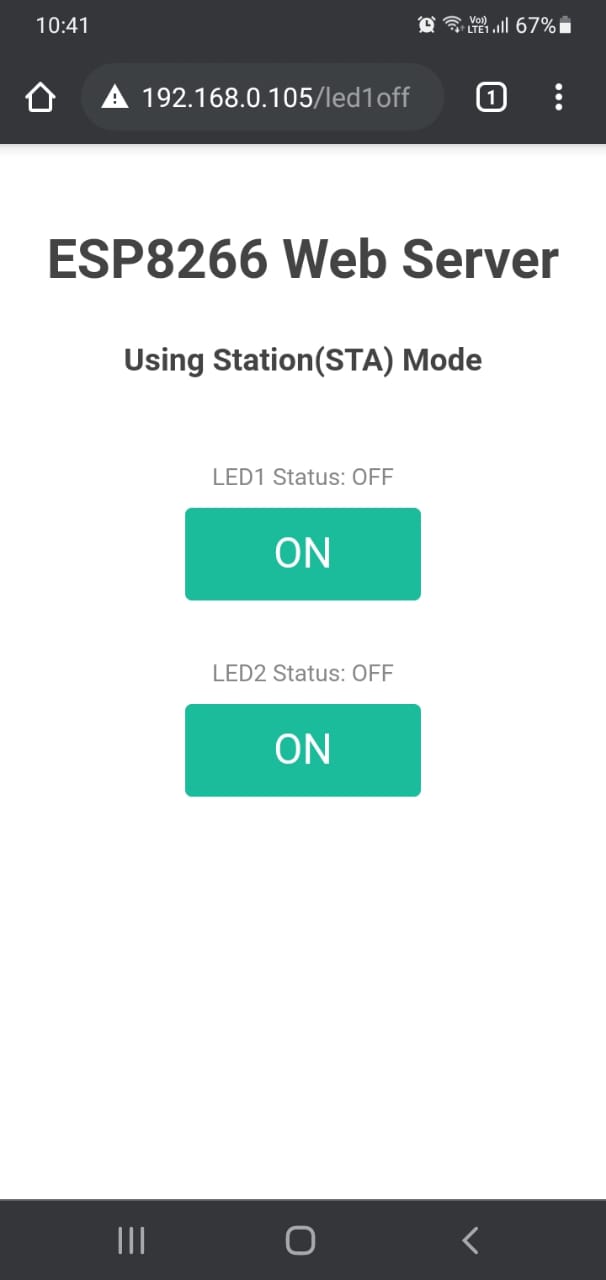 10:41
Vo) LTE1 67%
192.168.0.105/led1off
1
ESP8266 Web Server
Using Station(STA) Mode
LED1 Status: OFF
ON
LED2 Status: OFF
ON